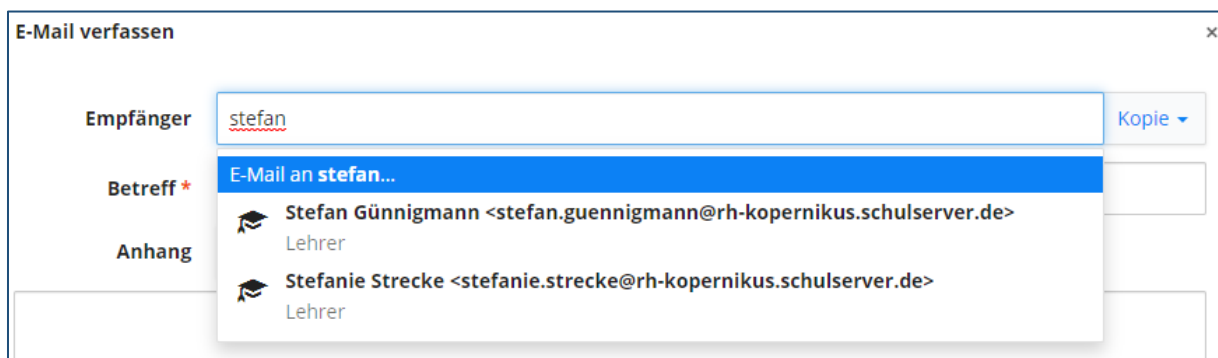 E-Mail verfassen ×
Empfänger stefan Kopie
E-Mail an stefan...
Betreff *
Stefan Günnigmann <stefan.guennigmann@rh-kopernikus.schulserver.de>
Lehrer
Anhang
Stefanie Strecke <stefanie.strecke@rh-kopernikus.schulserver.de>
Lehrer